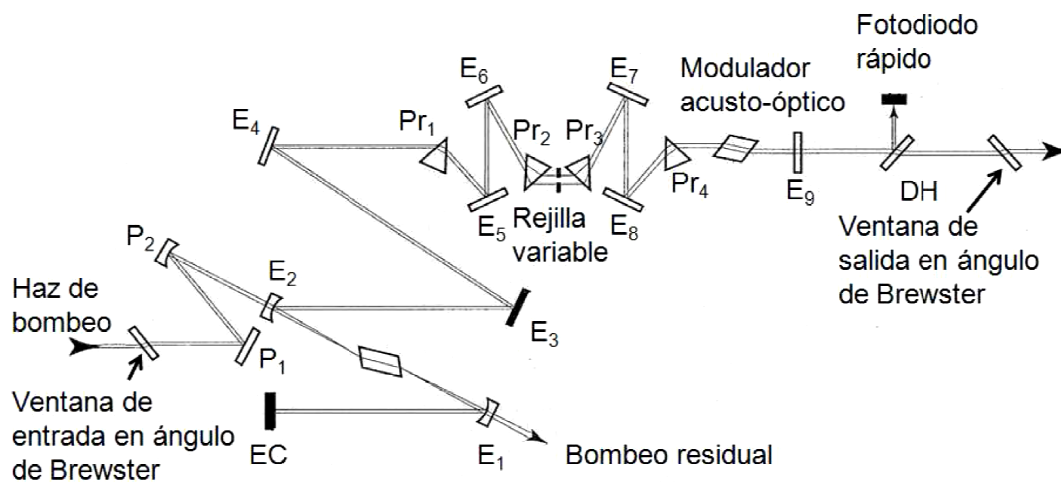 Fotodiodo
rápido
Modulador
acusto-óptico
E₆
E₇
E₄
Pr₁
Pr₂
Pr₃
Pr₄
E₉
DH
E₅
Rejilla
variable
E₈
Ventana de
salida en ángulo
de Brewster
P₂
E₂
Haz de
bombeo
P₁
E₃
Ventana de
entrada en ángulo
de Brewster
EC
E₁
Bombeo residual